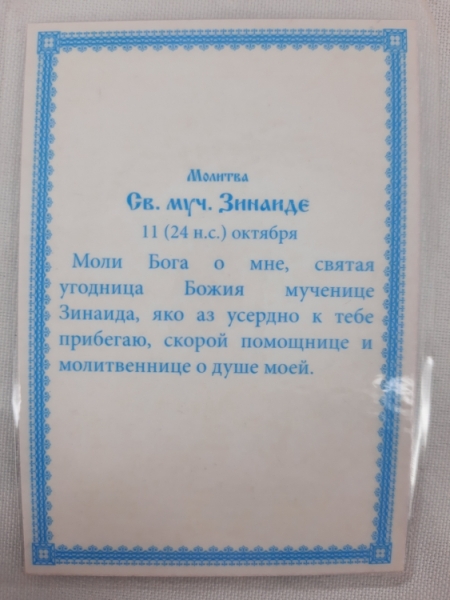 Молитва
Св. муч. Зинаиде
11 (24 н.с.) октября
Моли Бога о мне, святая
угодница Божия мученице
Зинаида, яко аз усердно к тебе
прибегаю, скорой помощнице и
молитвеннице о душе моей.